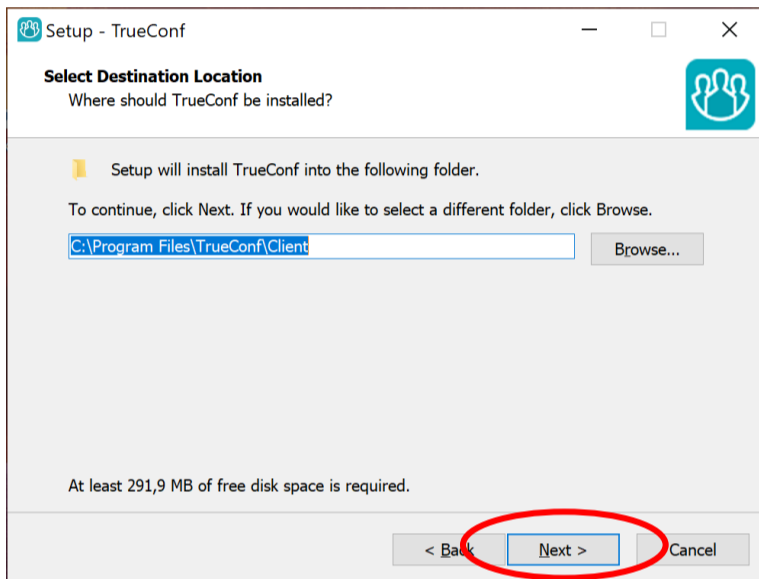 Setup - TrueConf
Select Destination Location
Where should TrueConf be installed?
Setup will install TrueConf into the following folder.
To continue, click Next. If you would like to select a different folder, click Browse.
C:\Program Files\TrueConf\Client
Browse...
At least 291,9 MB of free disk space is required.
< Back
Next >
Cancel